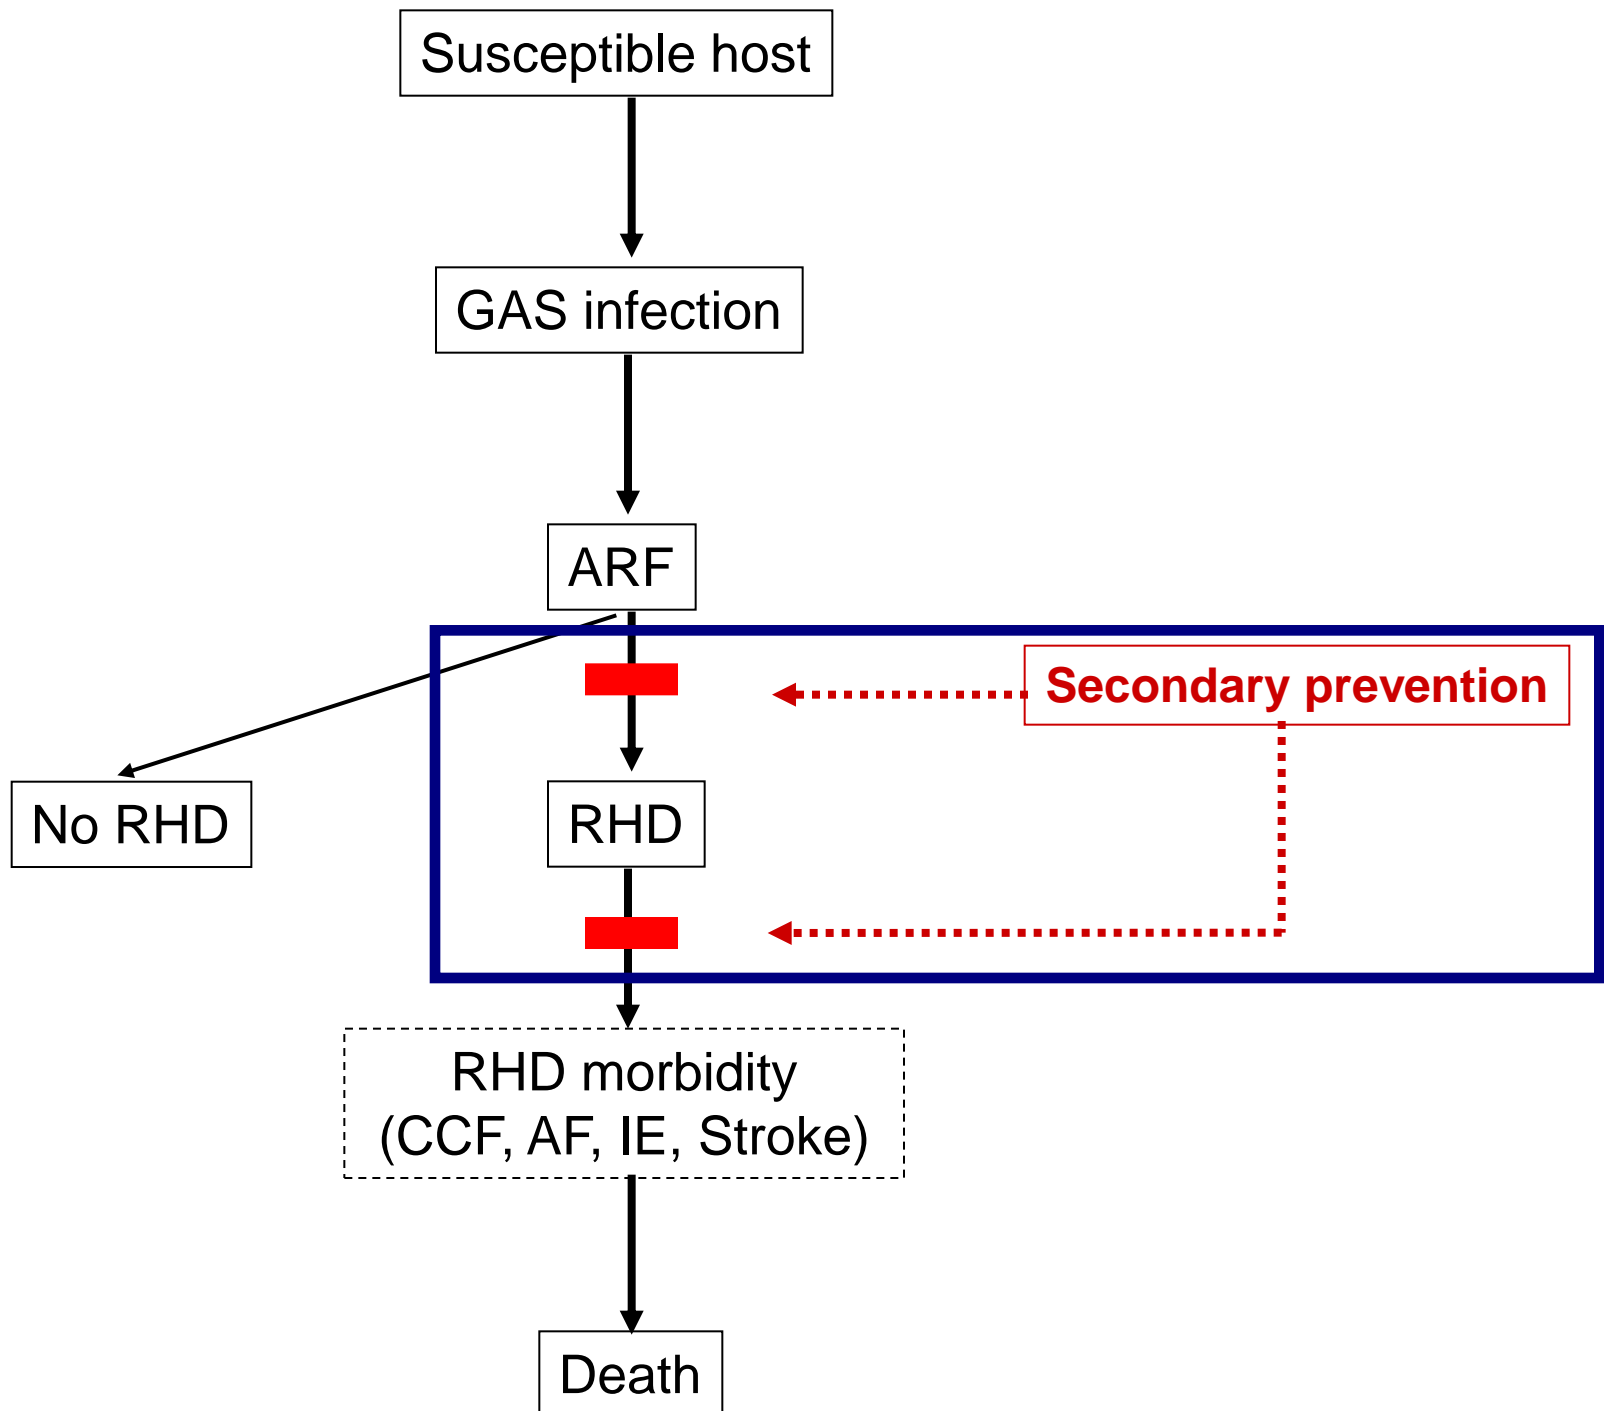 Susceptible host
GAS infection
ARF
Secondary prevention
No RHD
RHD
RHD morbidity
(CCF, AF, IE, Stroke)
Death